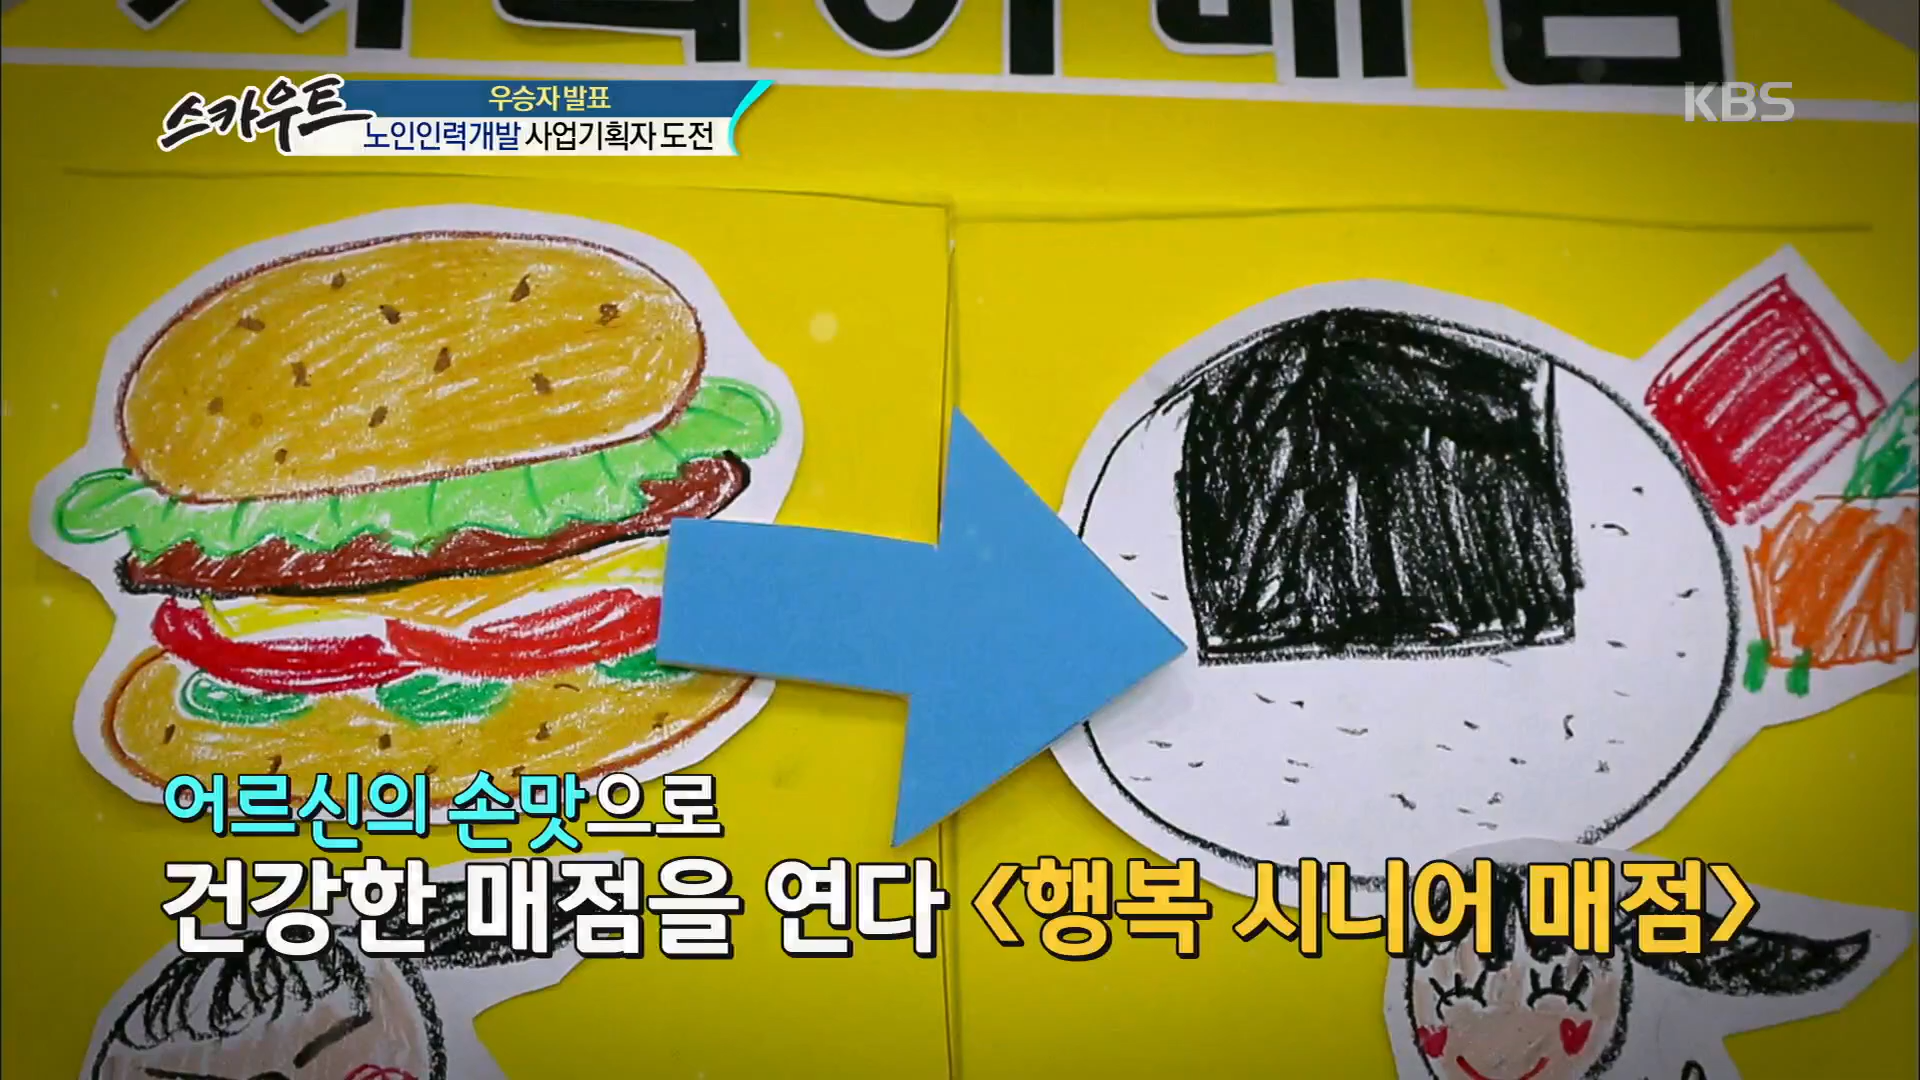 스카우트
우승자 발표
노인인력개발 사업기획자 도전
KBS
어르신의 손맛으로
건강한 매점을 연다 <행복 시니어 매점>